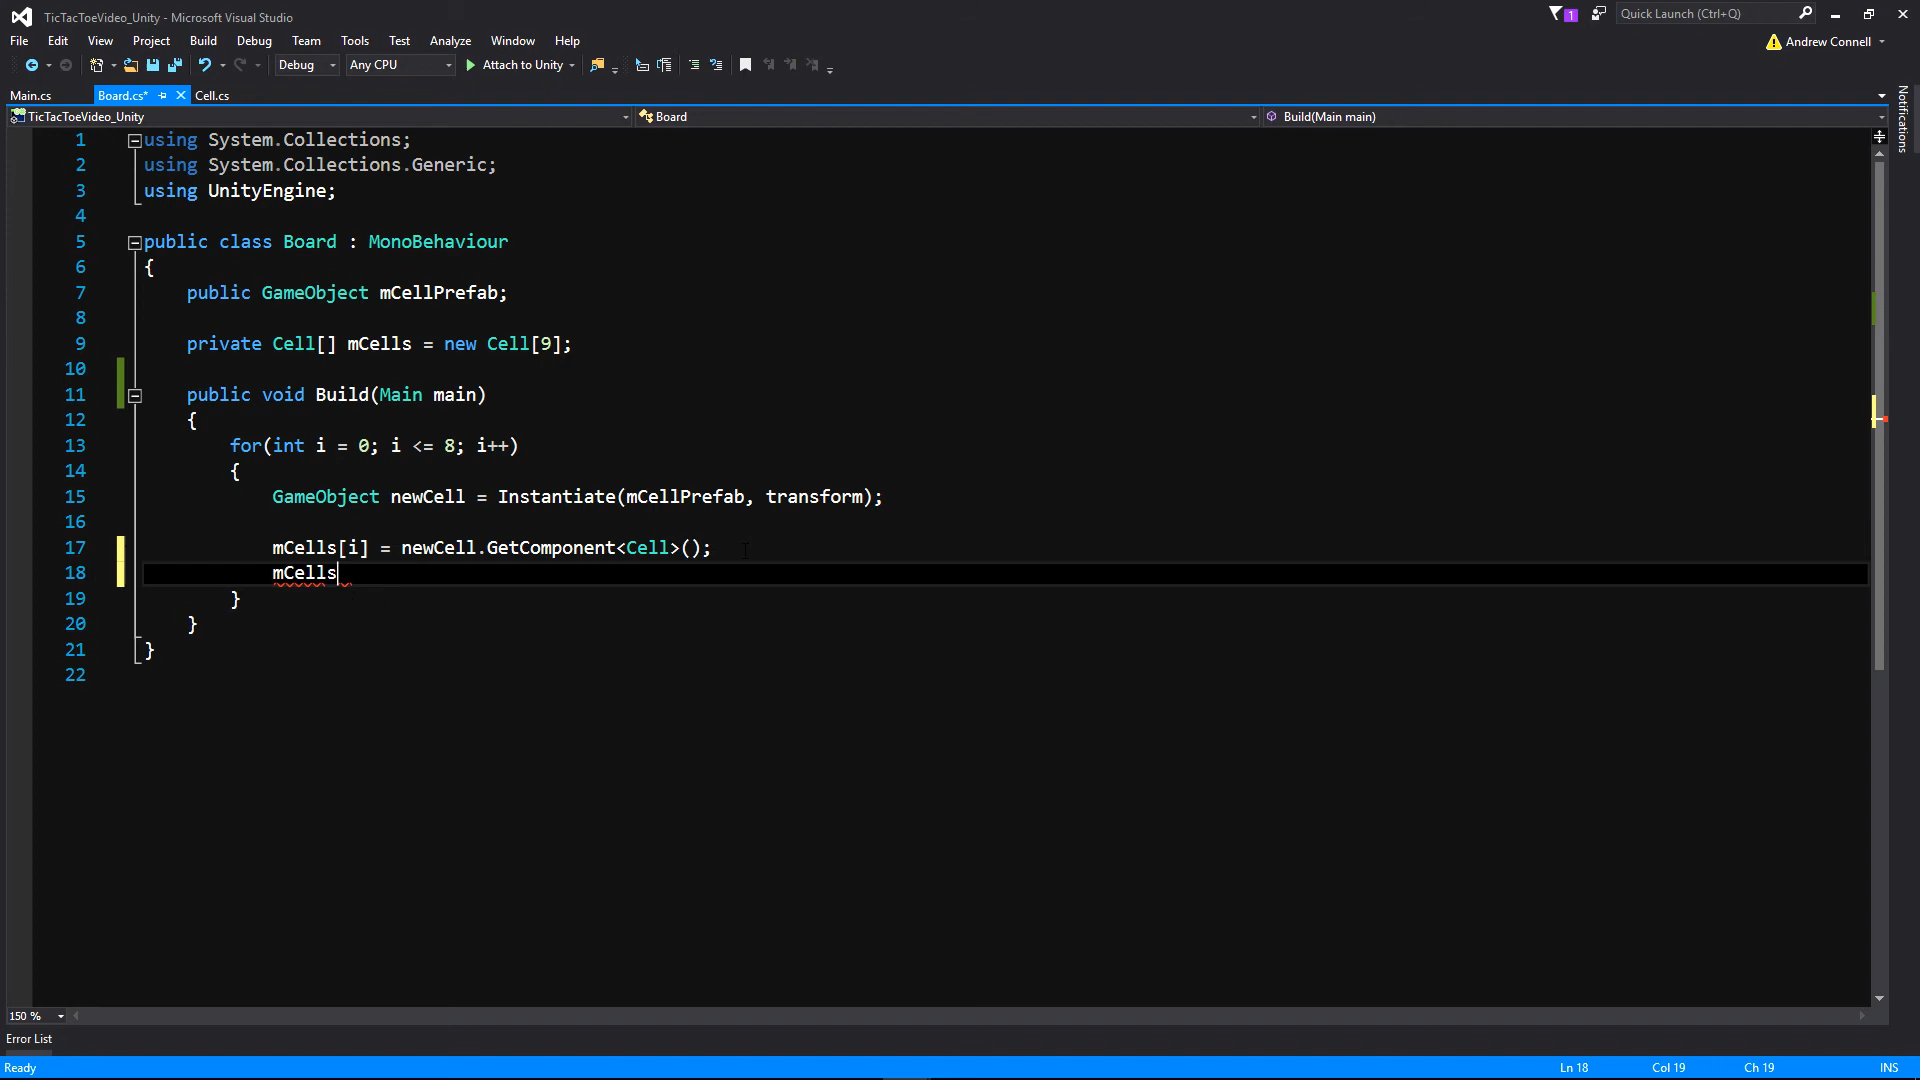 TicTacToeVideo_Unity - Microsoft Visual Studio
1
Quick Launch (Ctrl+Q)
File Edit View Project Build Debug Team Tools Test Analyze Window Help
Andrew Connell
Debug
Any CPU
Attach to Unity
Main.cs
Board.cs*
Cell.cs
Notifications
TicTacToeVideo_Unity
Board
Build(Main main)
1 using System.Collections;
2 using System.Collections.Generic;
3 using UnityEngine;
4
5 public class Board : MonoBehaviour
6 {
7 public GameObject mCellPrefab;
8
9 private Cell[] mCells = new Cell[9];
10
11 public void Build(Main main)
12 {
13 for(int i = 0; i <= 8; i++)
14 {
15 GameObject newCell = Instantiate(mCellPrefab, transform);
16
17 mCells[i] = newCell.GetComponent<Cell>();
18 mCells
19 }
20 }
21 }
22
150 %
Error List
Ready
Ln 18
Col 19
Ch 19
INS